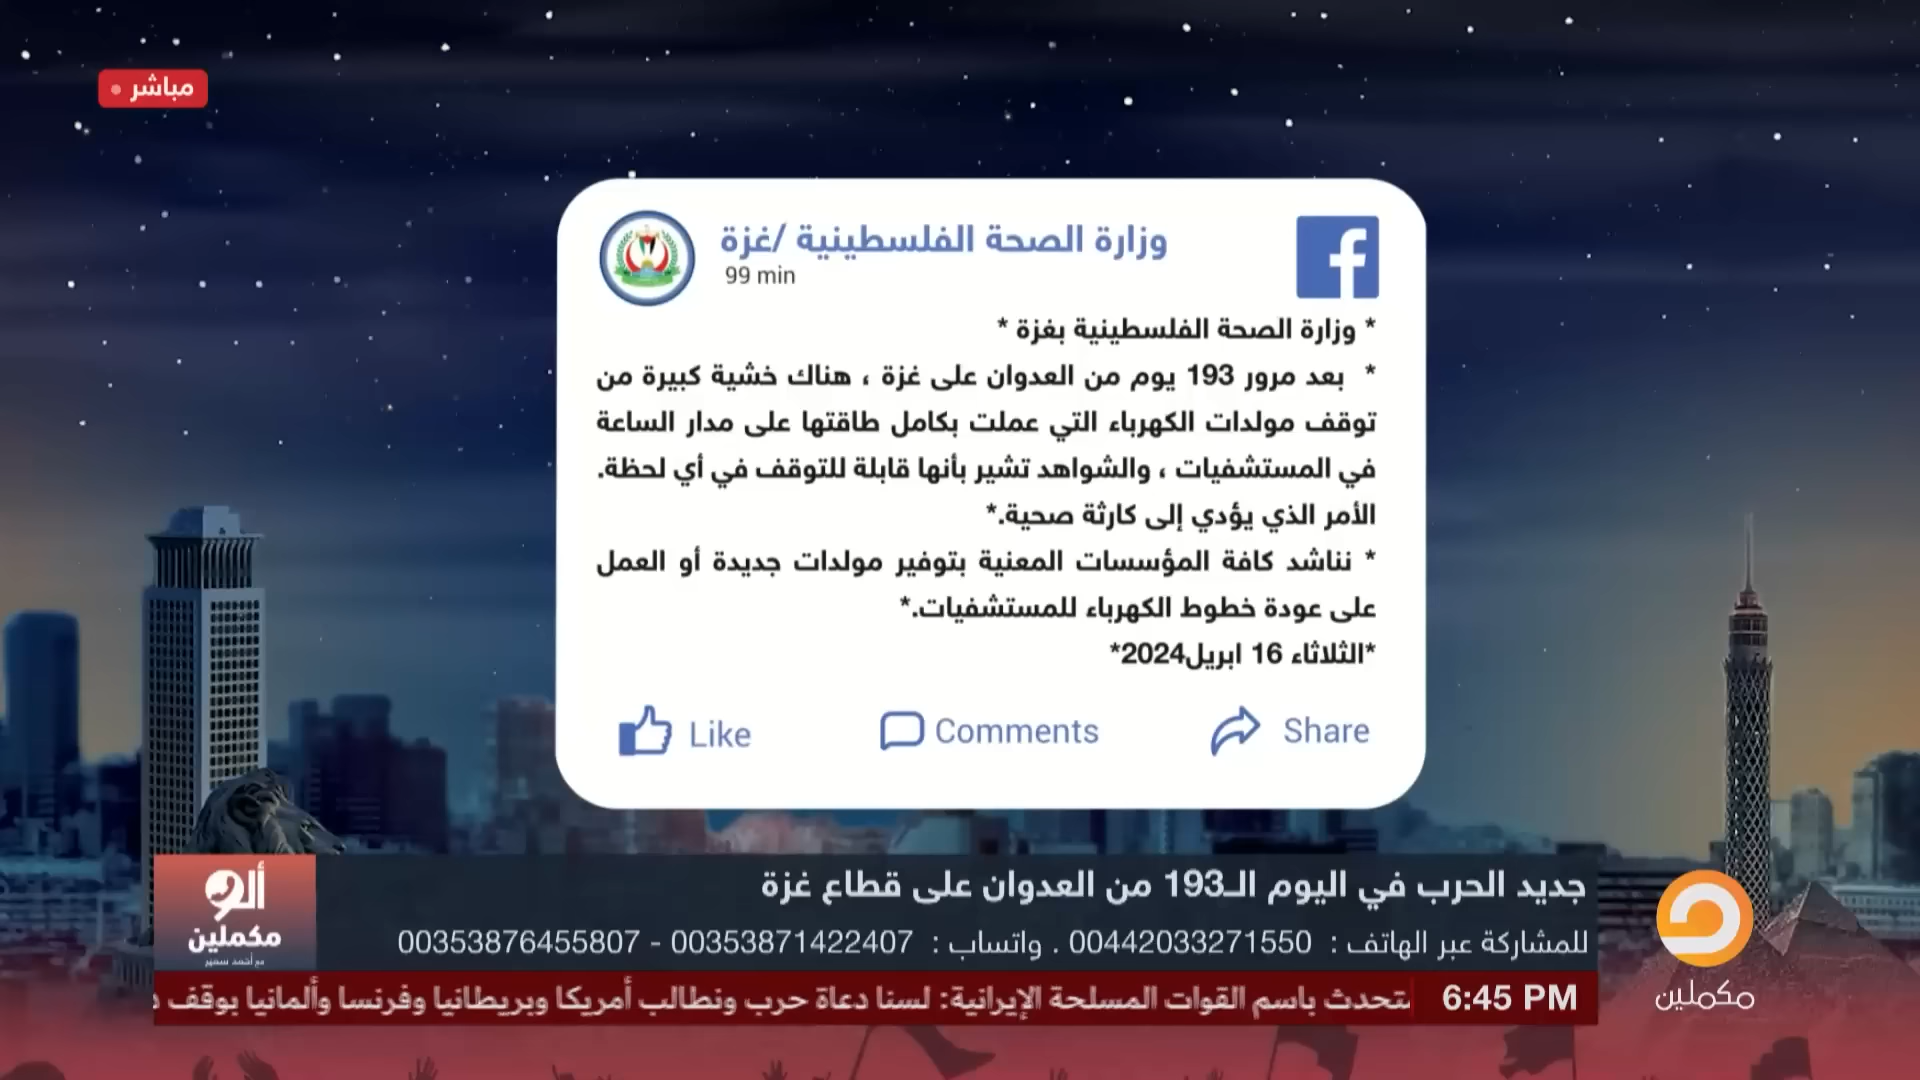 مباشر
وزارة الصحة الفلسطينية /غزة
99 min
* وزارة الصحة الفلسطينية بغزة *
* بعد مرور 193 يوم من العدوان على غزة ، هناك خشية كبيرة من
توقف مولدات الكهرباء التي عملت بكامل طاقتها على مدار الساعة
في المستشفيات ، والشواهد تشير بأنها قابلة للتوقف في أي لحظة.
الأمر الذي يؤدي إلى كارثة صحية.*
* نناشد كافة المؤسسات المعنية بتوفير مولدات جديدة أو العمل
على عودة خطوط الكهرباء للمستشفيات.*
*الثلاثاء 16 ابريل2024*
Like
Comments
Share
جديد الحرب في اليوم الـ193 من العدوان على قطاع غزة
للمشاركة عبر الهاتف : 00442033271550 . واتساب : 00353871422407 - 00353876455807
ألو
مكملين
مع أحمد سمير
6:45 PM
متحدث باسم القوات المسلحة الإيرانية: لسنا دعاة حرب ونطالب أمريكا وبريطانيا وفرنسا وألمانيا بوقف
مكملين